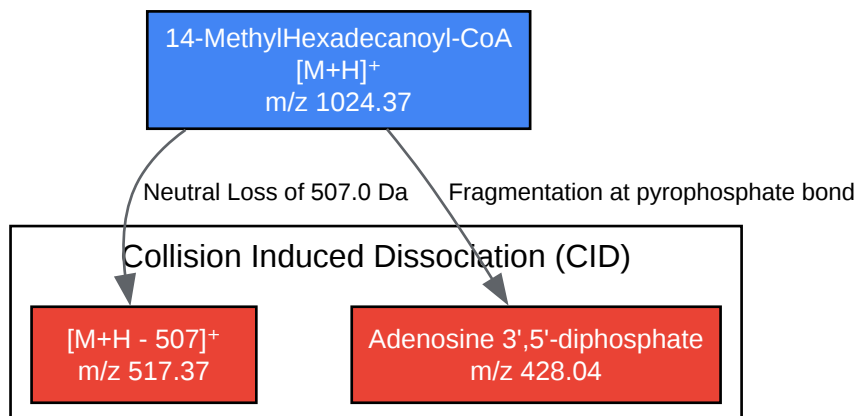 14-MethylHexadecanoyl-CoA
[M+H]⁺
m/z 1024.37
Neutral Loss of 507.0 Da
Fragmentation at pyrophosphate bond
Collision Induced Dissociation (CID)
[M+H - 507]⁺
m/z 517.37
Adenosine 3',5'-diphosphate
m/z 428.04